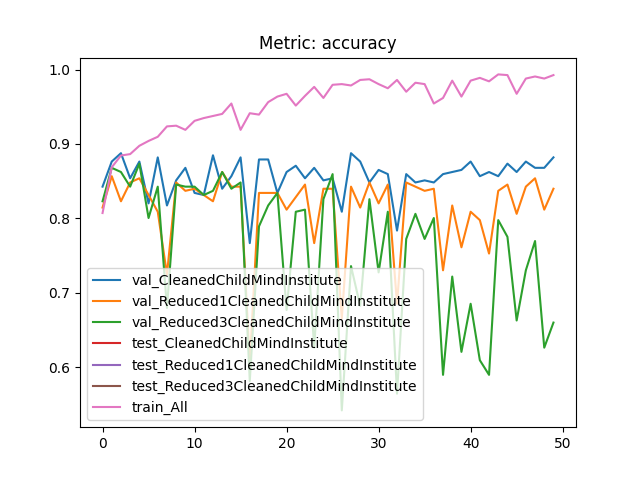 Metric: accuracy
1.0
0.9
0.8
0.7
0.6
val_CleanedChildMindInstitute
val_Reduced1CleanedChildMindInstitute
val_Reduced3CleanedChildMindInstitute
test_CleanedChildMindInstitute
test_Reduced1CleanedChildMindInstitute
test_Reduced3CleanedChildMindInstitute
train_All
0 10 20 30 40 50